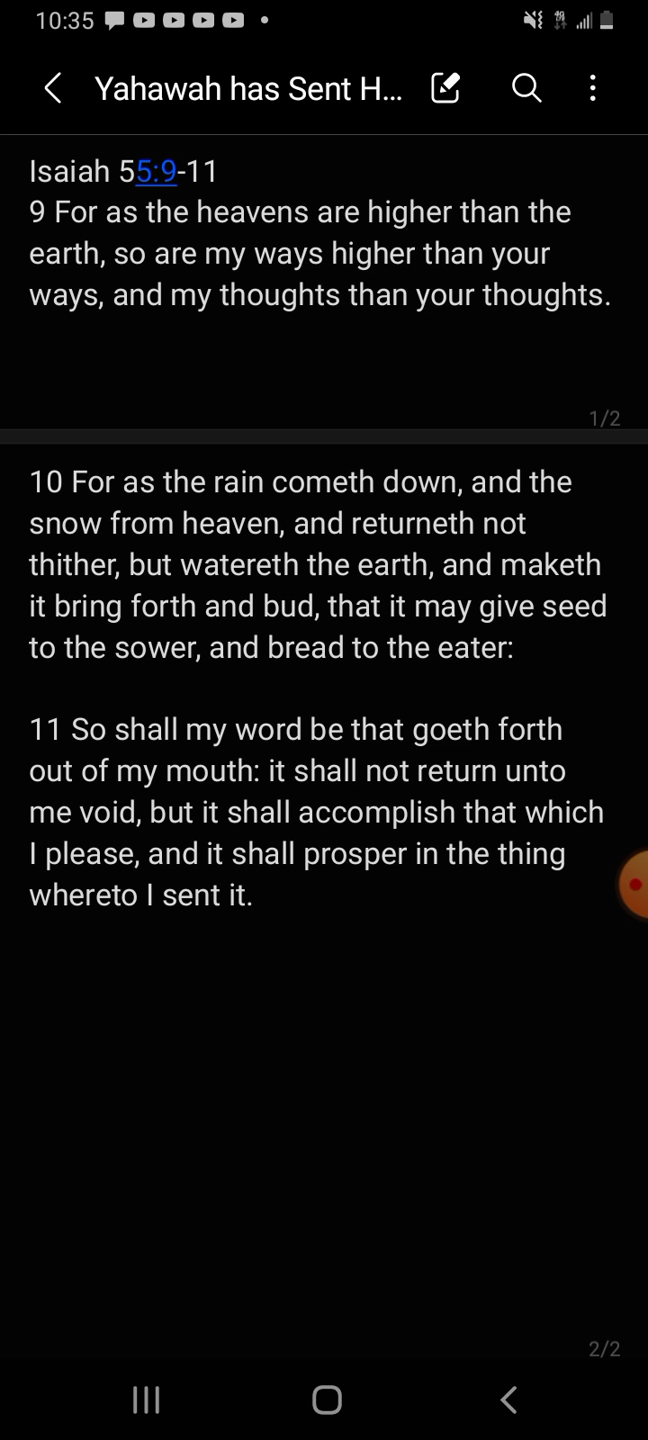 10:35
Yahawah has Sent H...
Isaiah 55:9-11
9 For as the heavens are higher than the
earth, so are my ways higher than your
ways, and my thoughts than your thoughts.
1/2
10 For as the rain cometh down, and the
snow from heaven, and returneth not
thither, but watereth the earth, and maketh
it bring forth and bud, that it may give seed
to the sower, and bread to the eater:
11 So shall my word be that goeth forth
out of my mouth: it shall not return unto
me void, but it shall accomplish that which
I please, and it shall prosper in the thing
whereto I sent it.
2/2